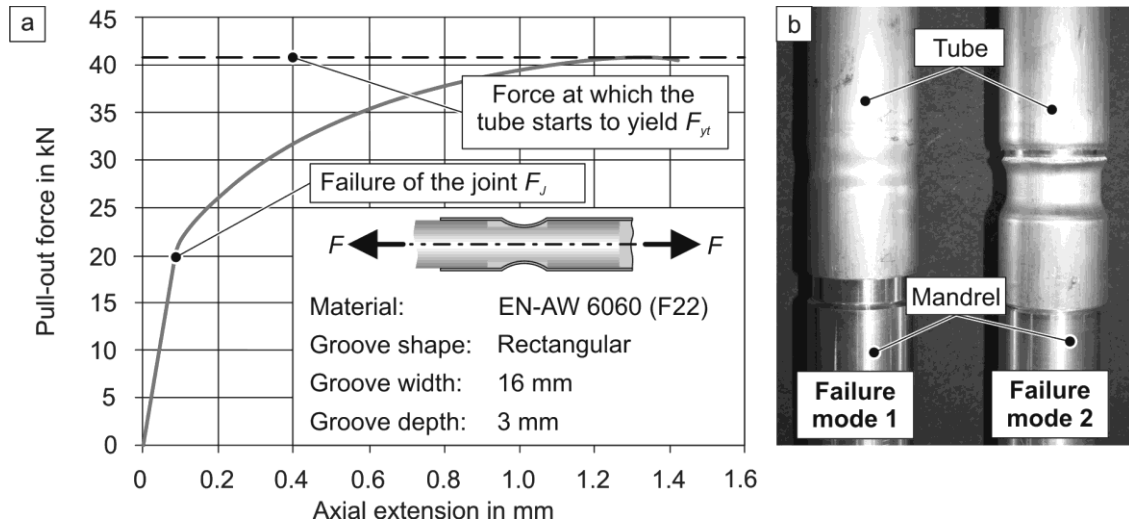 a
45
40
35
30
25
20
15
10
5
0
Pull-out force in kN
Force at which the
tube starts to yield Fyt
Failure of the joint FJ
F
F
Material: EN-AW 6060 (F22)
Groove shape: Rectangular
Groove width: 16 mm
Groove depth: 3 mm
0 0.2 0.4 0.6 0.8 1.0 1.2 1.4 1.6
Axial extension in mm
b
Tube
Mandrel
Failure
mode 1
Failure
mode 2